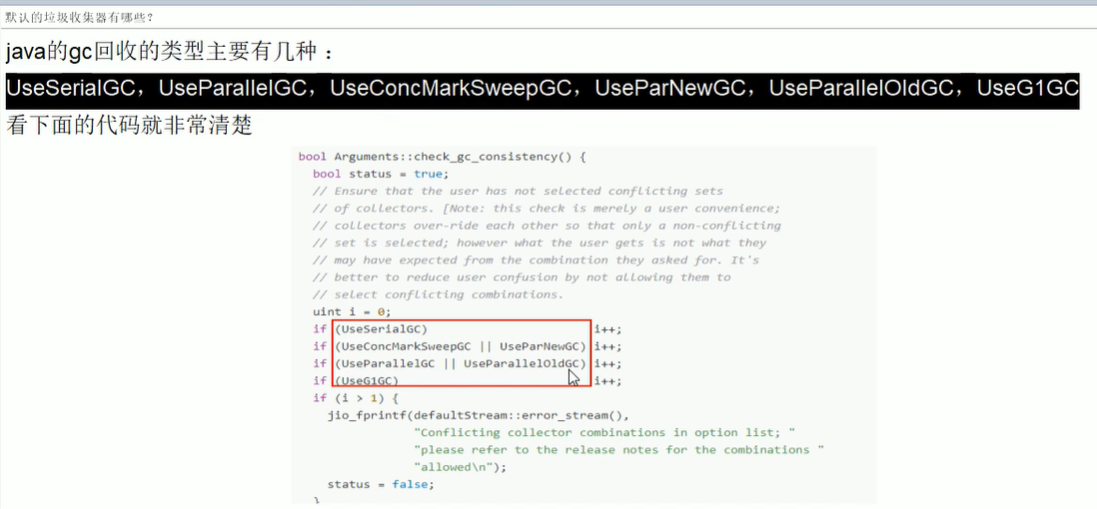 默认的垃圾收集器有哪些？
java的gc回收的类型主要有几种：
UseSerialGC，UseParallelGC，UseConcMarkSweepGC，UseParNewGC，UseParallelOldGC，UseG1GC
看下面的代码就非常清楚
bool Arguments::check_gc_consistency() {
bool status = true;
// Ensure that the user has not selected conflicting sets
// of collectors. [Note: this check is merely a user convenience;
// collectors over-ride each other so that only a non-conflicting
// set is selected; however what the user gets is not what they
// may have expected from the combination they asked for. It's
// better to reduce user confusion by not allowing them to
// select conflicting combinations.
uint i = 0;
if (UseSerialGC) i++;
if (UseConcMarkSweepGC || UseParNewGC) i++;
if (UseParallelGC || UseParallelOldGC) i++;
if (UseG1GC) i++;
if (i > 1) {
jio_fprintf(defaultStream::error_stream(),
"Conflicting collector combinations in option list; "
"please refer to the release notes for the combinations "
"allowed\n");
status = false;
}